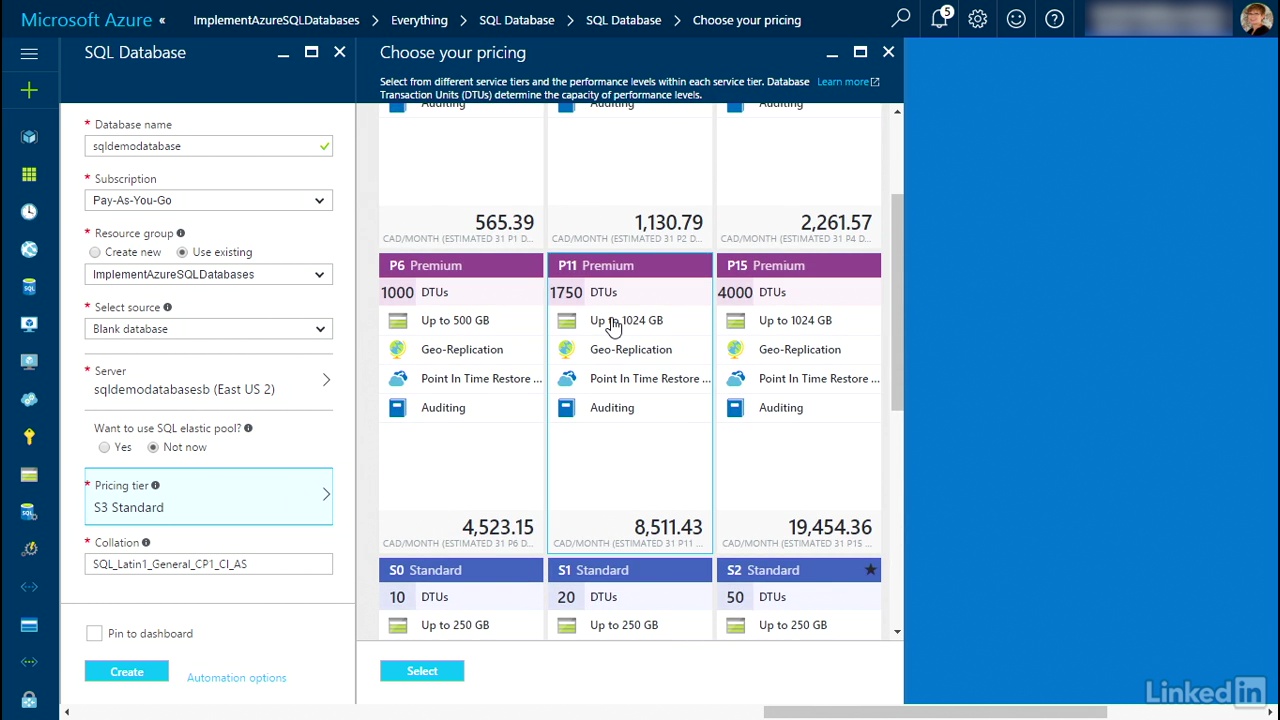 Microsoft Azure « ImplementAzureSQLDatabases > Everything > SQL Database > SQL Database > Choose your pricing 5
SQL Database
Choose your pricing
Select from different service tiers and the performance levels within each service tier. Database
Transaction Units (DTUs) determine the capacity of performance levels.
Learn more
* Database name
sqldemodatabase
* Subscription
Pay-As-You-Go
* Resource group
Create new Use existing
ImplementAzureSQLDatabases
* Select source
Blank database
* Server
sqldemodatabasesb (East US 2)
Want to use SQL elastic pool?
Yes Not now
* Pricing tier
S3 Standard
* Collation
SQL_Latin1_General_CP1_CI_AS
Pin to dashboard
Create Automation options
Auditing Auditing Auditing
565.39 1,130.79 2,261.57
CAD/MONTH (ESTIMATED 31 P1 D... CAD/MONTH (ESTIMATED 31 P2 D... CAD/MONTH (ESTIMATED 31 P4 D...
P6 Premium P11 Premium P15 Premium
1000 DTUs 1750 DTUs 4000 DTUs
Up to 500 GB Up to 1024 GB Up to 1024 GB
Geo-Replication Geo-Replication Geo-Replication
Point In Time Restore ... Point In Time Restore ... Point In Time Restore ...
Auditing Auditing Auditing
4,523.15 8,511.43 19,454.36
CAD/MONTH (ESTIMATED 31 P6 D... CAD/MONTH (ESTIMATED 31 P11 ... CAD/MONTH (ESTIMATED 31 P15 ...
S0 Standard S1 Standard S2 Standard
10 DTUs 20 DTUs 50 DTUs
Up to 250 GB Up to 250 GB Up to 250 GB
Select
LinkedIn